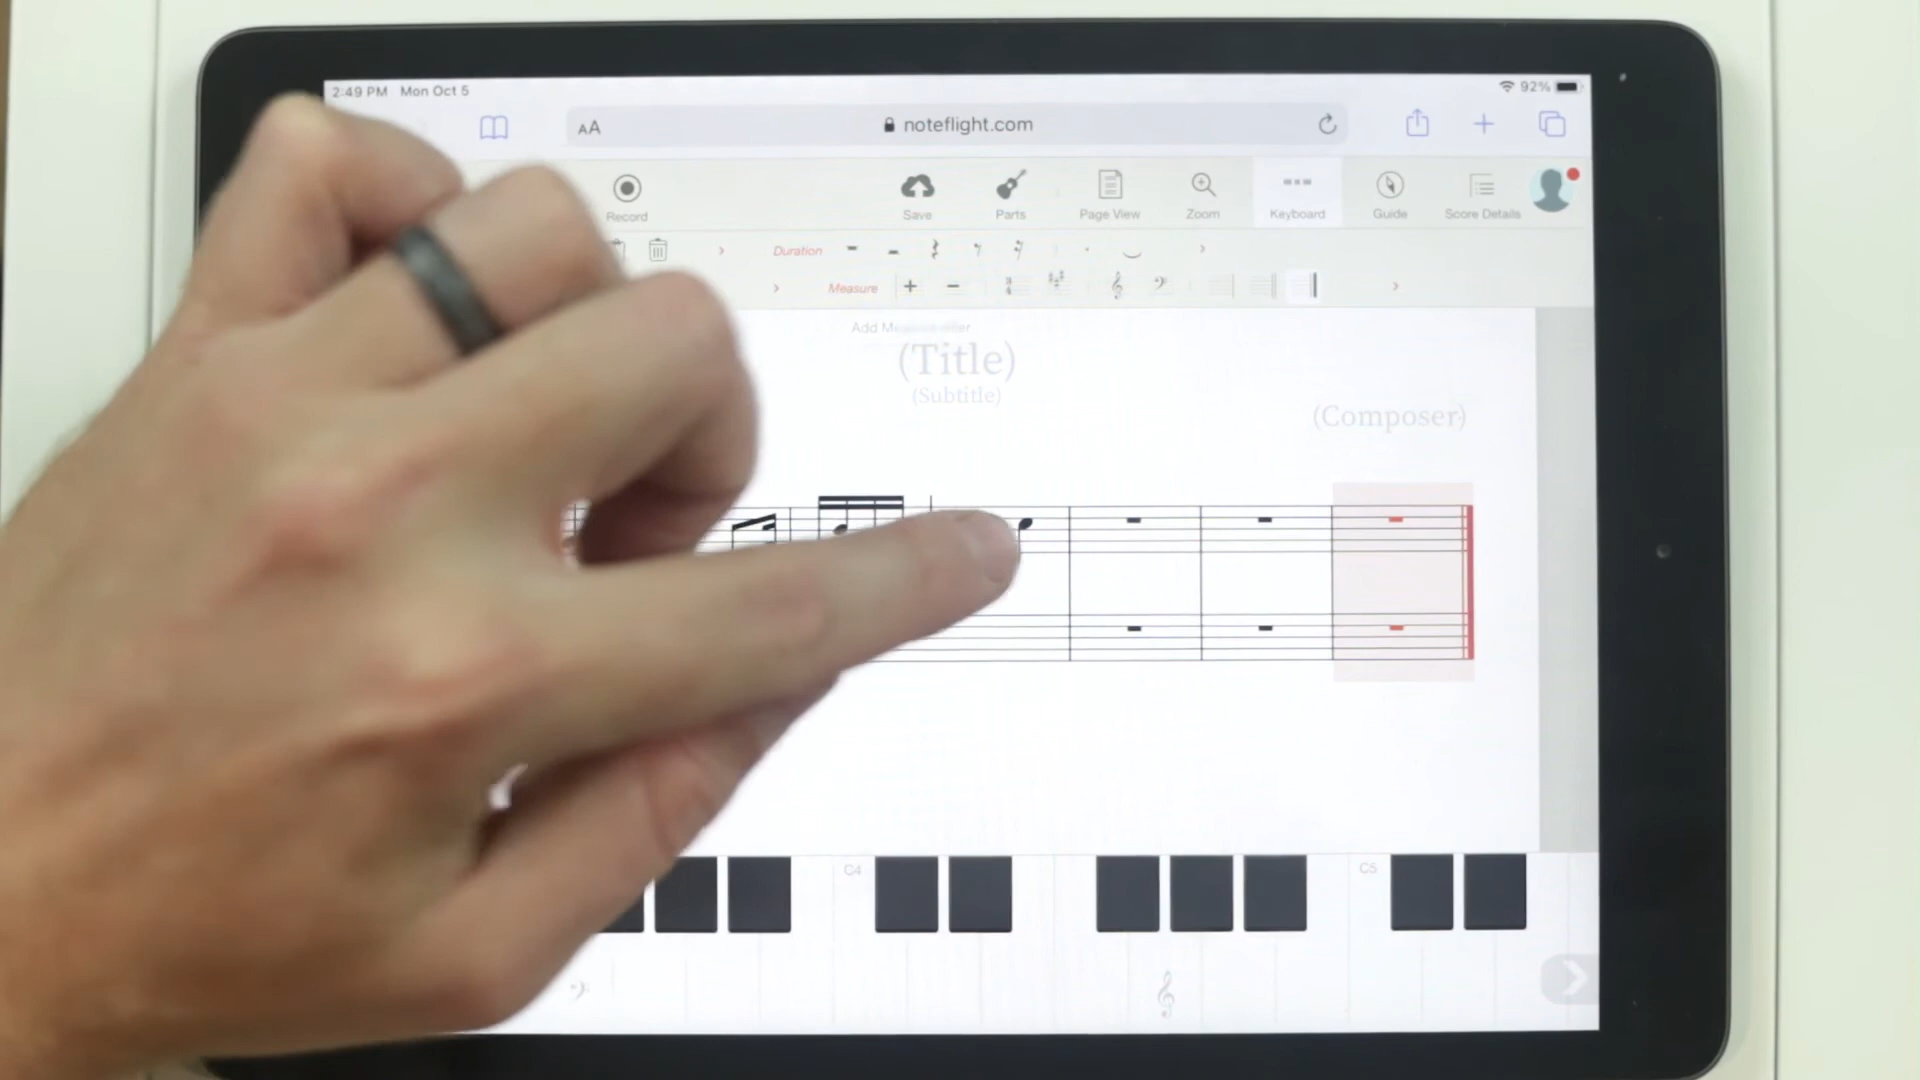 2:49 PM Mon Oct 5
92%
AA
noteflight.com
Record
Save
Parts
Page View
Zoom
Keyboard
Guide
Score Details
Duration
Measure
Add
(Title)
(Subtitle)
(Composer)
C4
C5